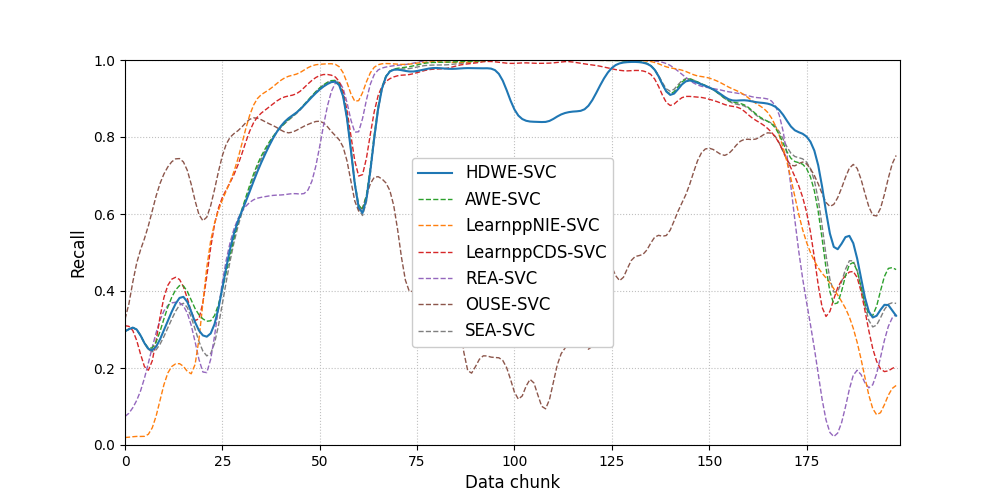 1.0
0.8
0.6
0.4
0.2
0.0
Recall
HDWE-SVC
AWE-SVC
LearnppNIE-SVC
LearnppCDS-SVC
REA-SVC
OUSE-SVC
SEA-SVC
0 25 50 75 100 125 150 175
Data chunk